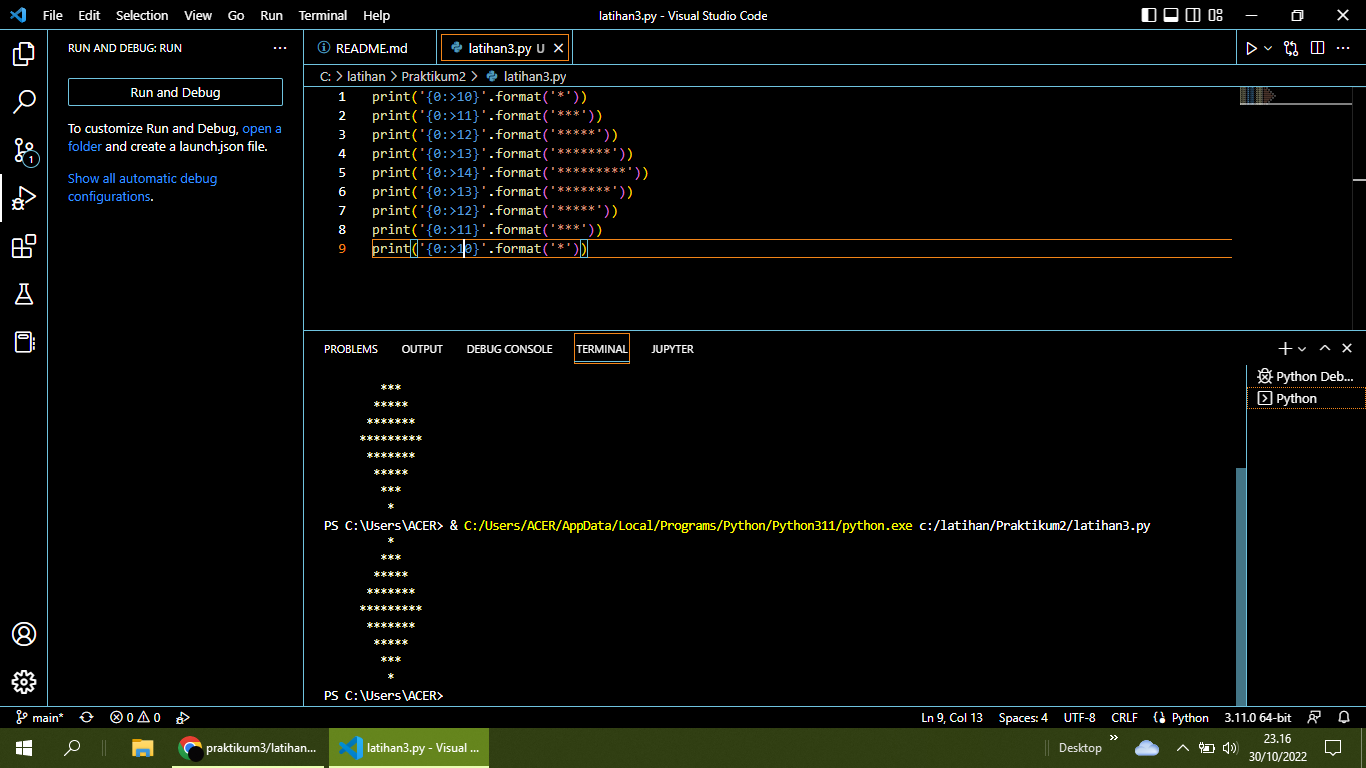 File Edit Selection View Go Run Terminal Help
latihan3.py - Visual Studio Code
RUN AND DEBUG: RUN
Run and Debug
To customize Run and Debug, open a
folder and create a launch.json file.
Show all automatic debug
configurations.
1
README.md
latihan3.py U
C: > latihan > Praktikum2 > latihan3.py
1 print('{0:>10}'.format('*'))
2 print('{0:>11}'.format('***'))
3 print('{0:>12}'.format('*****'))
4 print('{0:>13}'.format('*******'))
5 print('{0:>14}'.format('*********'))
6 print('{0:>13}'.format('*******'))
7 print('{0:>12}'.format('*****'))
8 print('{0:>11}'.format('***'))
9 print('{0:>10}'.format('*'))
PROBLEMS OUTPUT DEBUG CONSOLE TERMINAL JUPYTER
Python Deb...
Python
        ***
       *****
      *******
     *********
      *******
       *****
        ***
         *
PS C:\Users\ACER> & C:/Users/ACER/AppData/Local/Programs/Python/Python311/python.exe c:/latihan/Praktikum2/latihan3.py
         *
        ***
       *****
      *******
     *********
      *******
       *****
        ***
         *
PS C:\Users\ACER>
main* 0 0
Ln 9, Col 13 Spaces: 4 UTF-8 CRLF Python 3.11.0 64-bit
praktikum3/latihan...
latihan3.py - Visual ...
Desktop
23.16
30/10/2022